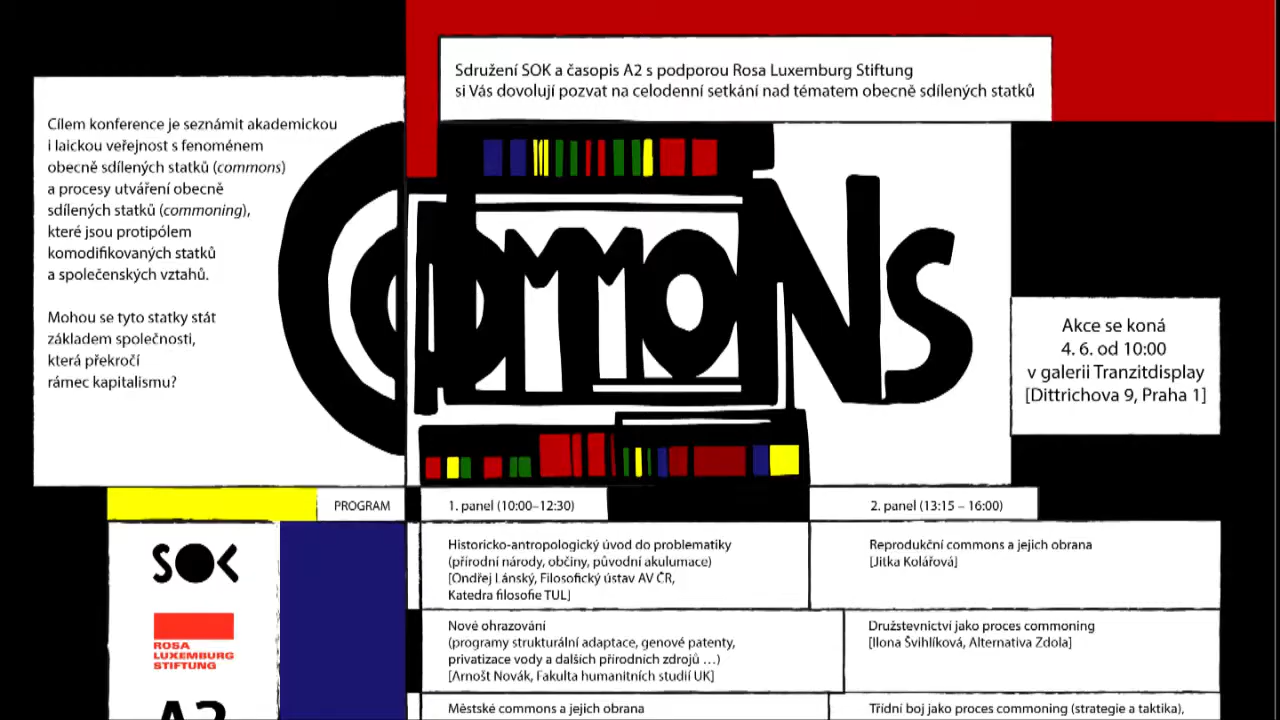 Sdružení SOK a časopis A2 s podporou Rosa Luxemburg Stiftung
si Vás dovolují pozvat na celodenní setkání nad tématem obecně sdílených statků
Cílem konference je seznámit akademickou
i laickou veřejnost s fenoménem
obecně sdílených statků (commons)
a procesy utváření obecně
sdílených statků (commoning),
které jsou protipólem
komodifikovaných statků
a společenských vztahů.
Mohou se tyto statky stát
základem společnosti,
která překročí
rámec kapitalismu?
COMMONS
Akce se koná
4. 6. od 10:00
v galerii Tranzitdisplay
[Dittrichova 9, Praha 1]
PROGRAM
1. panel (10:00–12:30)
2. panel (13:15 – 16:00)
SOK
ROSA
LUXEMBURG
STIFTUNG
A2
Historicko-antropologický úvod do problematiky
(přírodní národy, občiny, původní akulumace)
[Ondřej Lánský, Filosofický ústav AV ČR,
Katedra filosofie TUL]
Reprodukční commons a jejich obrana
[Jitka Kolářová]
Nové ohrazování
(programy strukturální adaptace, genové patenty,
privatizace vody a dalších přírodních zdrojů …)
[Arnošt Novák, Fakulta humanitních studií UK]
Družstevnictví jako proces commoning
[Ilona Švihlíková, Alternativa Zdola]
Městské commons a jejich obrana
Třídní boj jako proces commoning (strategie a taktika),